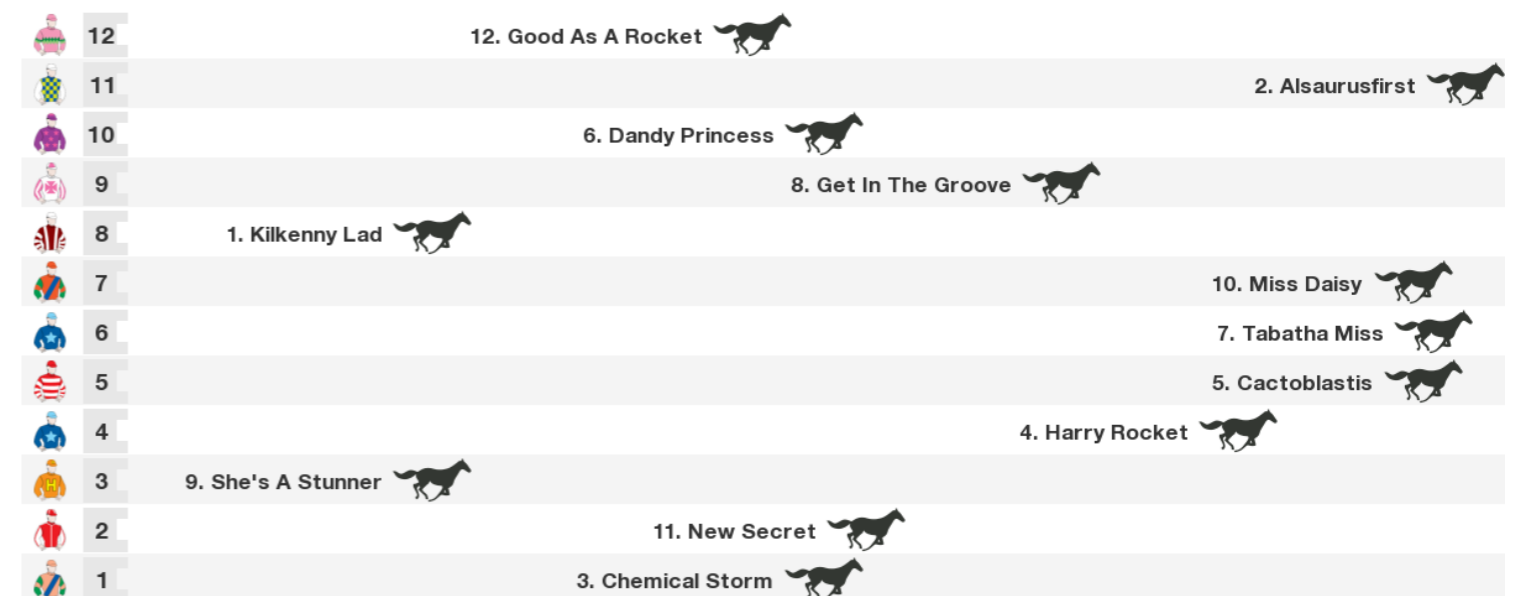 12 12. Good As A Rocket
11 2. Alsaurusfirst
10 6. Dandy Princess
9 8. Get In The Groove
8 1. Kilkenny Lad
7 10. Miss Daisy
6 7. Tabatha Miss
5 5. Cactoblastis
4 4. Harry Rocket
H 3 9. She's A Stunner
2 11. New Secret
1 3. Chemical Storm